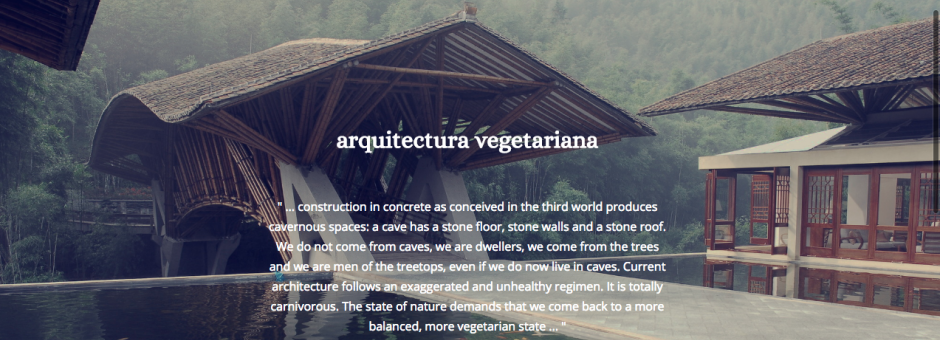 arquitectura vegetariana
" ... construction in concrete as conceived in the third world produces
cavernous spaces: a cave has a stone floor, stone walls and a stone roof.
We do not come from caves, we are dwellers, we come from the trees
and we are men of the treetops, even if we do now live in caves. Current
architecture follows an exaggerated and unhealthy regimen. It is totally
carnivorous. The state of nature demands that we come back to a more
balanced, more vegetarian state ... "